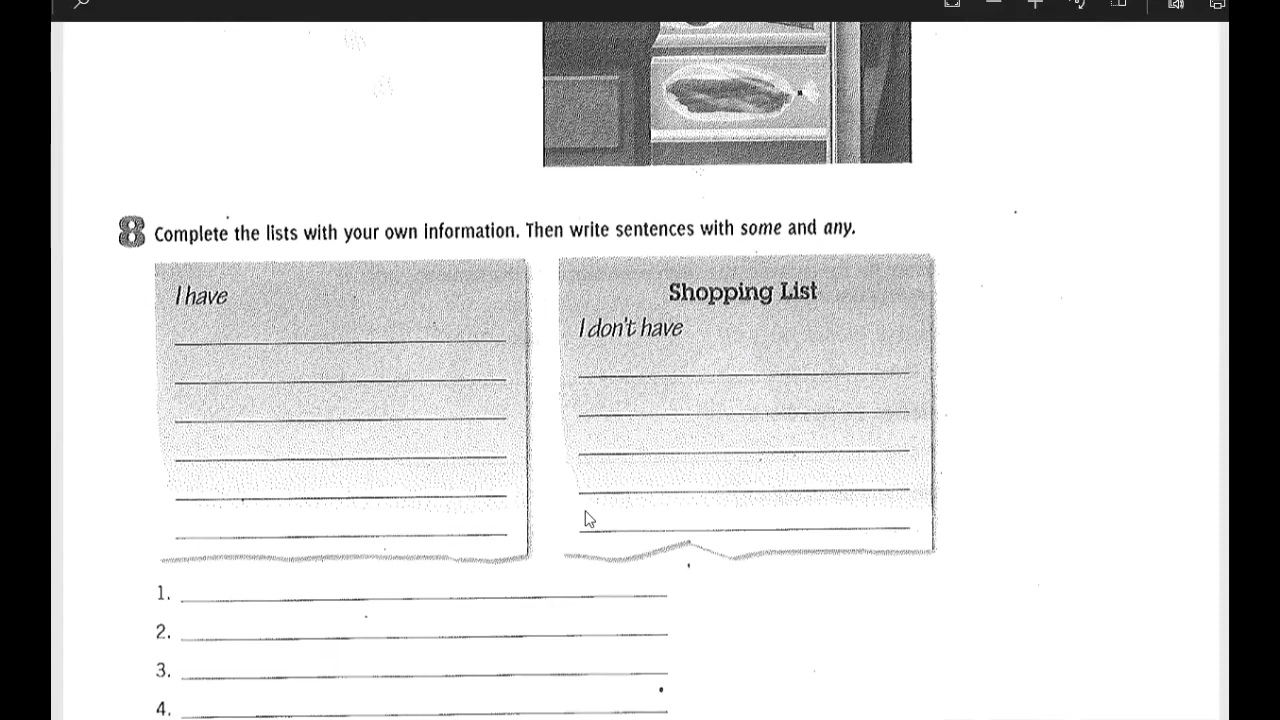 8 Complete the lists with your own information. Then write sentences with some and any.
I have
Shopping List
I don't have
1.
2.
3.
4.